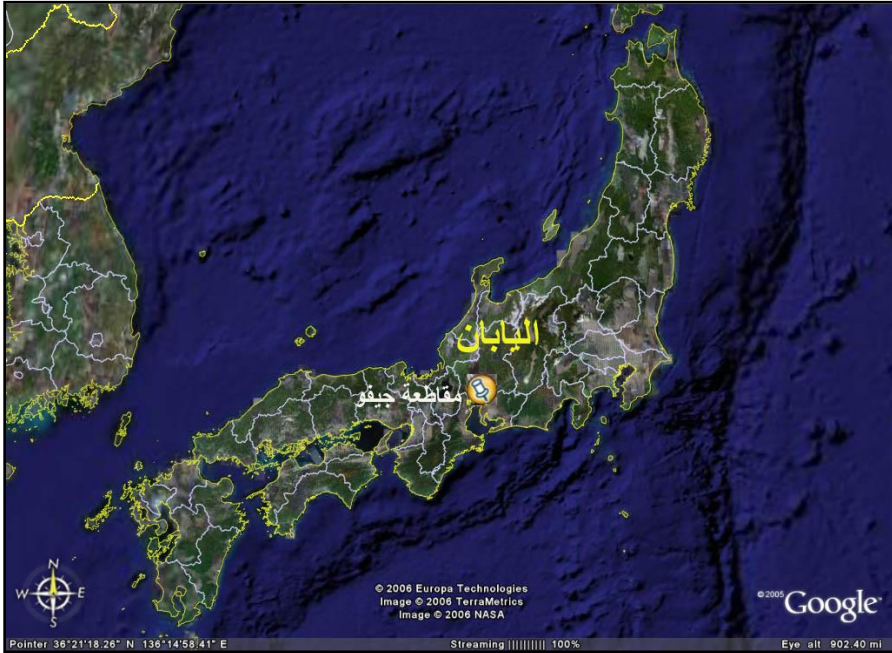 اليابان
مقاطعة جيفو
N
W E
S
© 2006 Europa Technologies
Image © 2006 TerraMetrics
Image © 2006 NASA
©2005 Google™
Pointer 36°21'18.26" N 136°14'58.41" E Streaming |||||||||| 100% Eye alt 902.40 mi